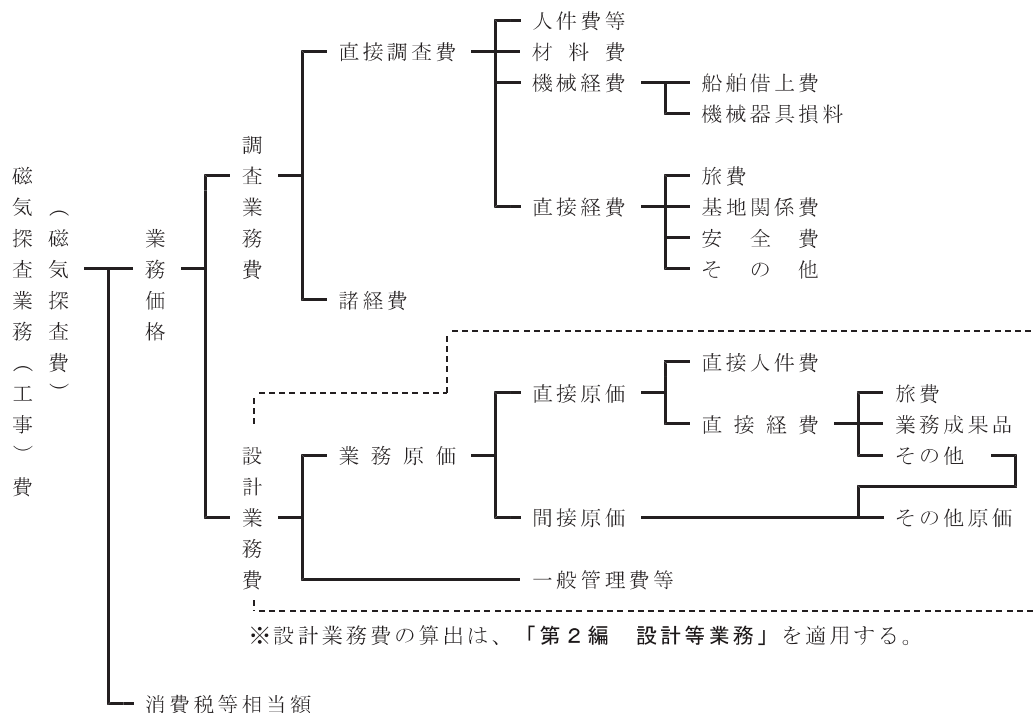 磁気探査業務（工事）費
（磁気探査費）
業務価格
調査業務費
直接調査費
人件費等
材料費
機械経費
船舶借上費
機械器具損料
直接経費
旅費
基地関係費
安全費
その他
諸経費
設計業務費
業務原価
直接原価
直接人件費
直接経費
旅費
業務成果品
その他
間接原価
その他原価
一般管理費等
※設計業務費の算出は、「第２編　設計等業務」を適用する。
消費税等相当額